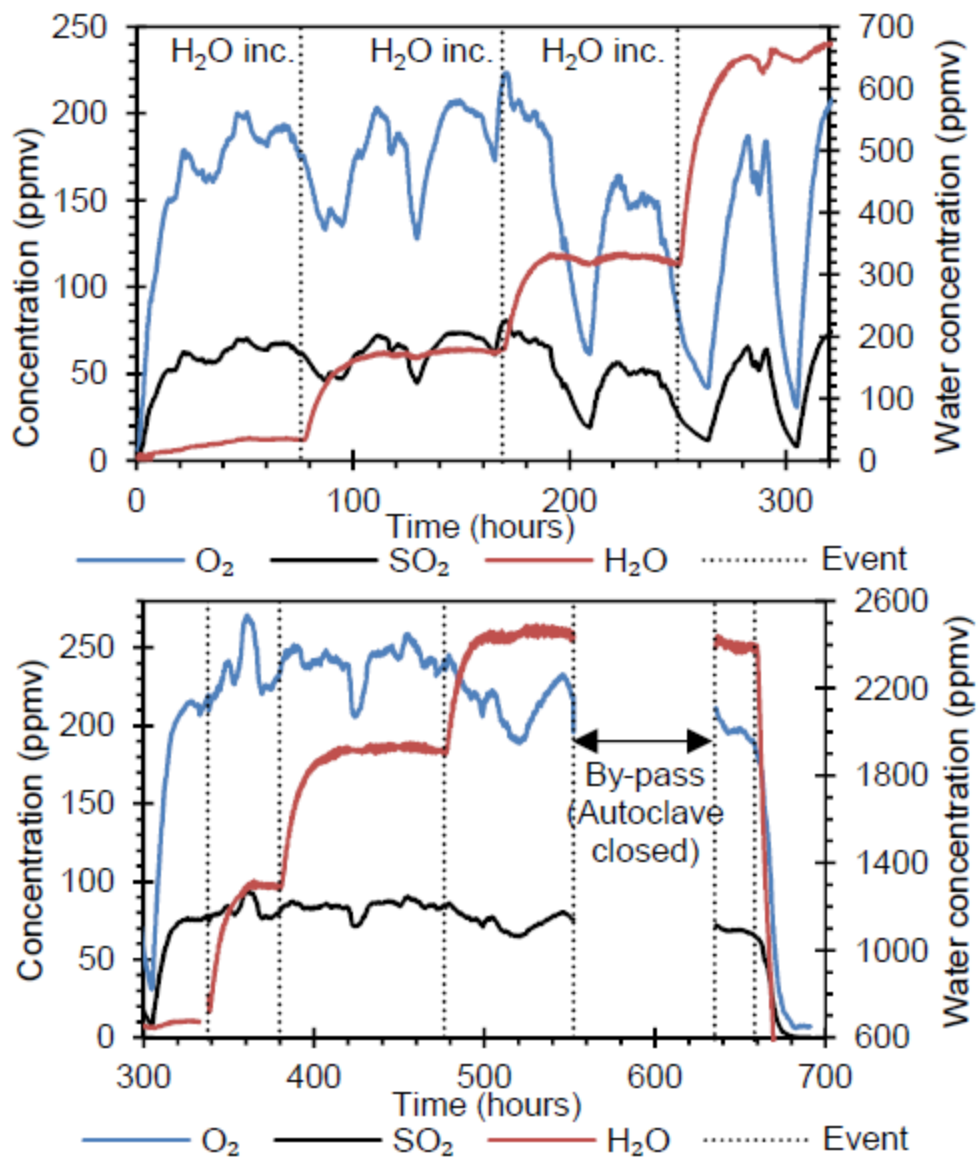 250 700
H₂O inc. H₂O inc. H₂O inc.
200 600
500
150 400
100 300
200
50 100
0 0
0 100 200 300
Concentration (ppmv)
Water concentration (ppmv)
Time (hours)
O₂ SO₂ H₂O Event
2600
250
2200
200
150 1800
By-pass
(Autoclave
closed)
1400
100
1000
50
0 600
300 400 500 600 700
Concentration (ppmv)
Water concentration (ppmv)
Time (hours)
O₂ SO₂ H₂O Event